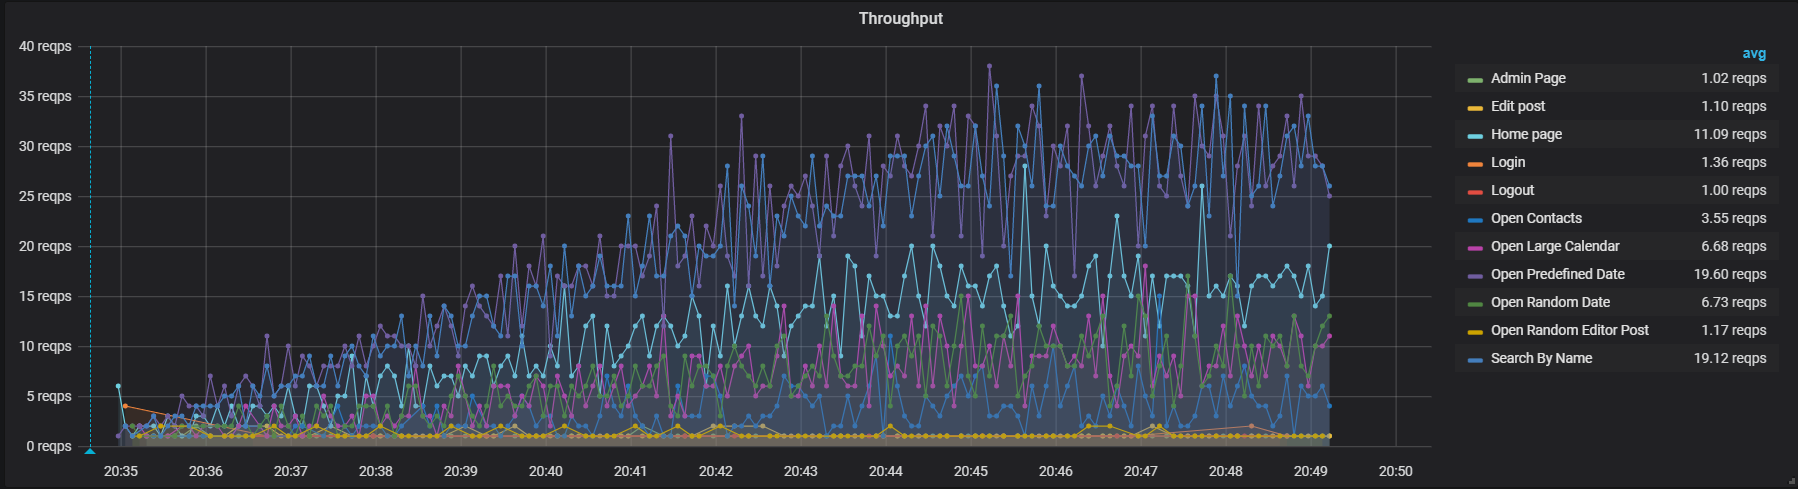 Throughput
40 reqps
35 reqps
30 reqps
25 reqps
20 reqps
15 reqps
10 reqps
5 reqps
0 reqps
20:35 20:36 20:37 20:38 20:39 20:40 20:41 20:42 20:43 20:44 20:45 20:46 20:47 20:48 20:49 20:50
avg
Admin Page 1.02 reqps
Edit post 1.10 reqps
Home page 11.09 reqps
Login 1.36 reqps
Logout 1.00 reqps
Open Contacts 3.55 reqps
Open Large Calendar 6.68 reqps
Open Predefined Date 19.60 reqps
Open Random Date 6.73 reqps
Open Random Editor Post 1.17 reqps
Search By Name 19.12 reqps